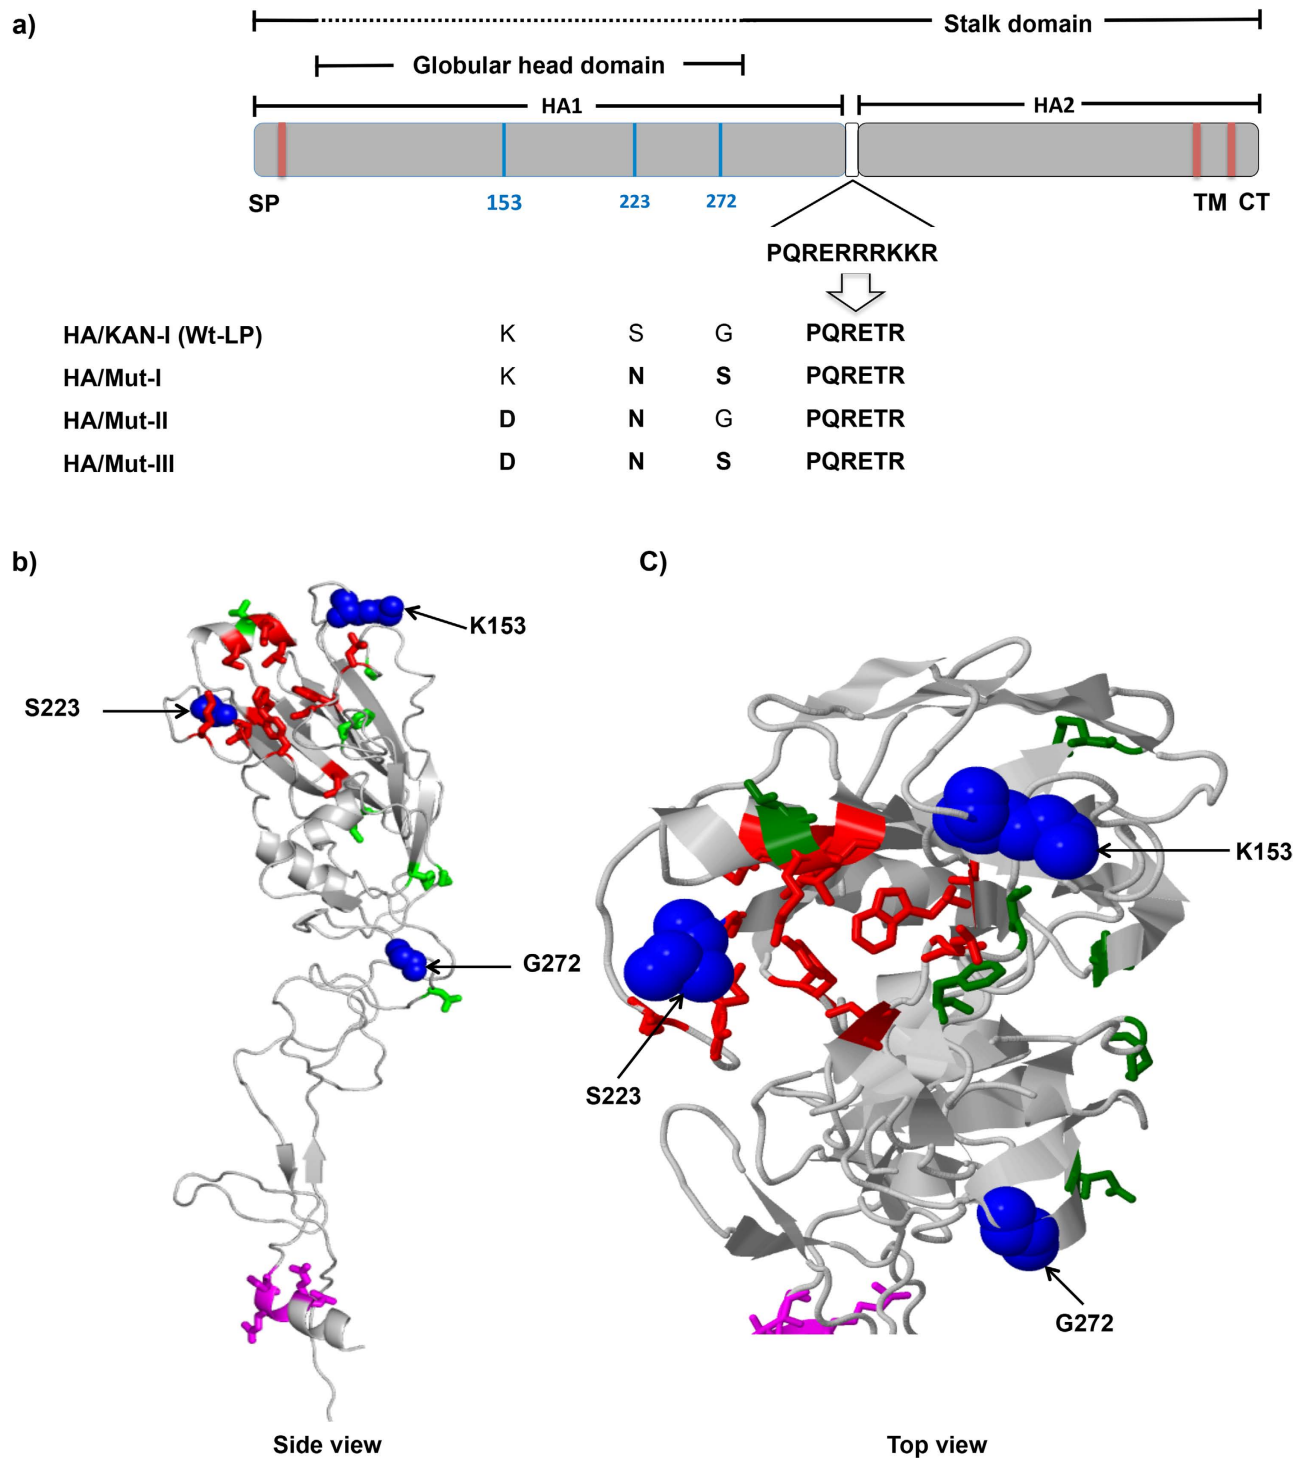 a)
Stalk domain
Globular head domain
HA1 HA2
SP 153 223 272 TM CT
PQRERRRKKR
HA/KAN-I (Wt-LP) K S G PQRETR
HA/Mut-I K N S PQRETR
HA/Mut-II D N G PQRETR
HA/Mut-III D N S PQRETR
b) C)
K153
S223
K153
G272
S223
G272
Side view Top view